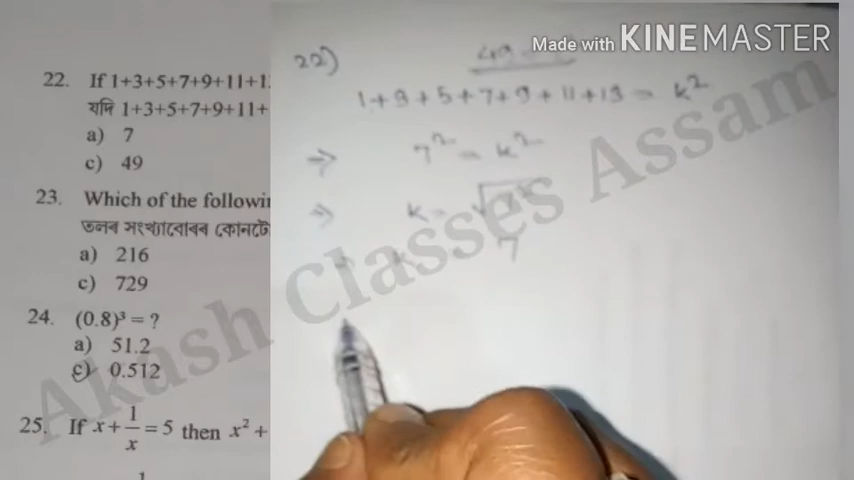 22. If 1+3+5+7+9+11+1
যদি 1+3+5+7+9+11+
a) 7
c) 49
23. Which of the followi
তলৰ সংখ্যাবোৰৰ কোনটো
a) 216
c) 729
24. (0.8)³ = ?
a) 51.2
c) 0.512
25. If x + 1/x = 5 then x² +
1
Made with KINEMASTER
22)
1+3+5+7+9+11+13 = k²
⇒ 7² = k²
⇒ k = √7²
⇒ k = 7
Akash Classes Assam